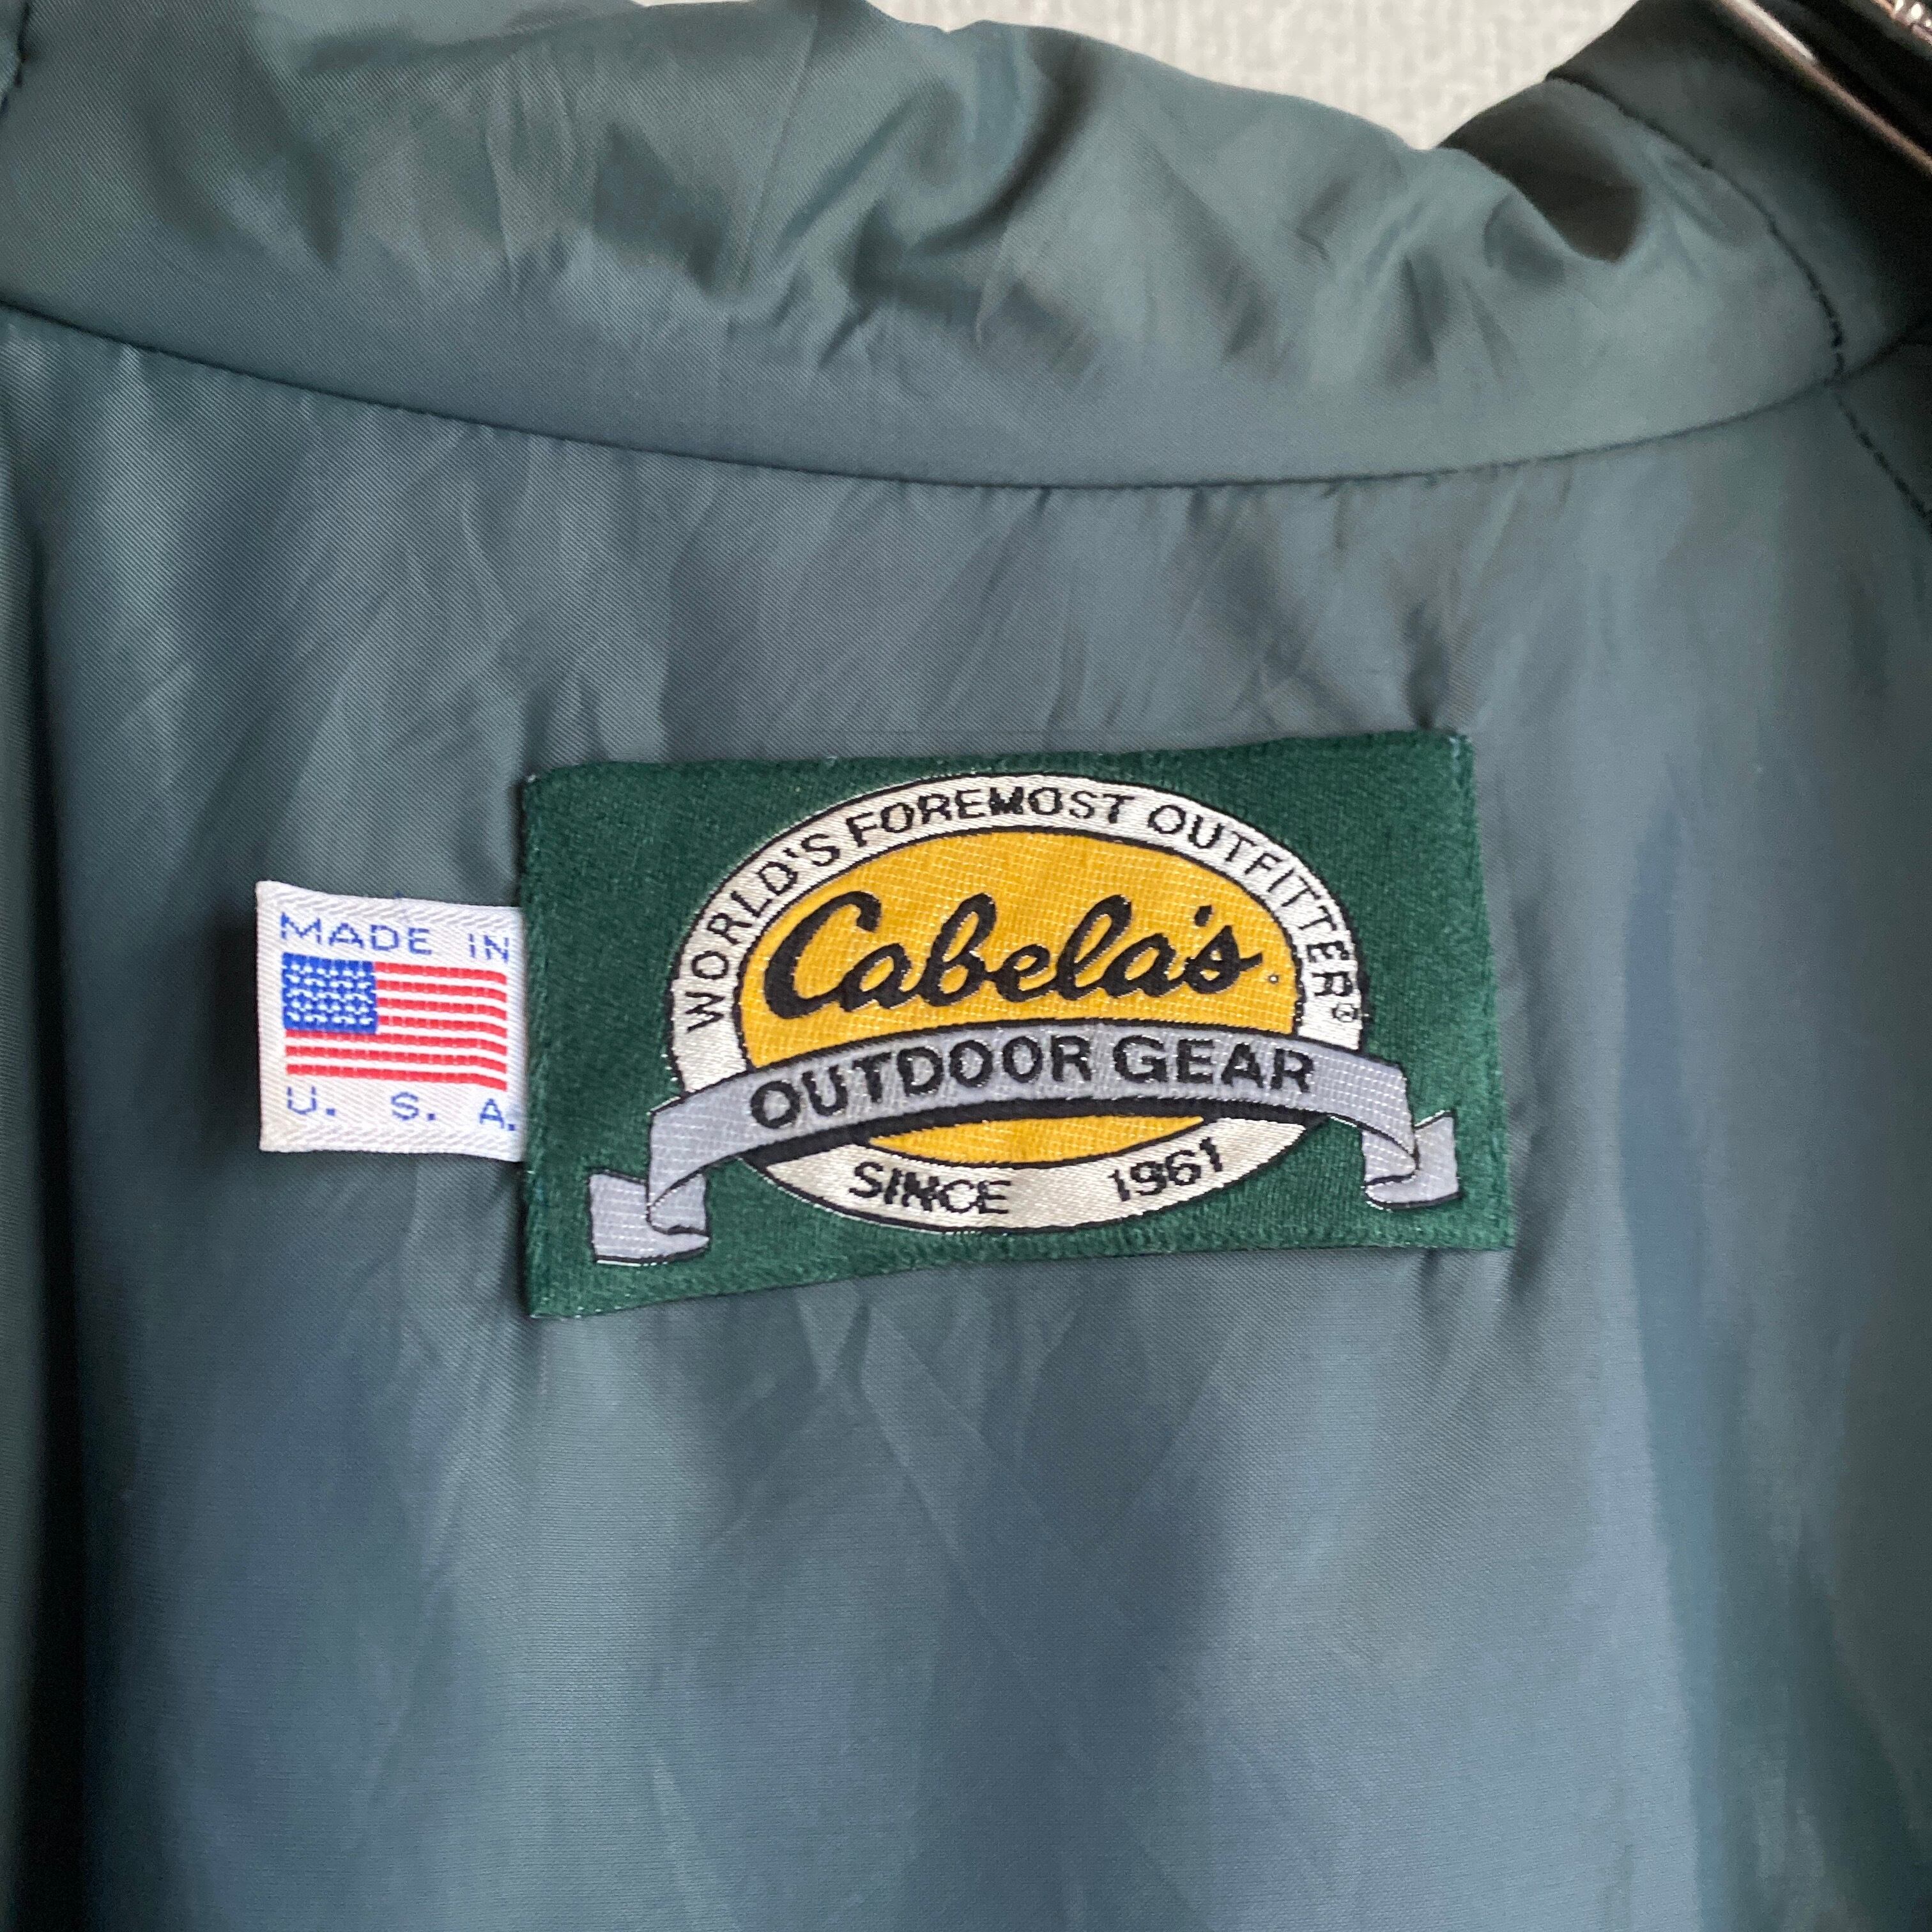 MADE IN
U. S. A.
WORLD'S FOREMOST OUTFITTER®
Cabela's
OUTDOOR GEAR
SINCE 1961